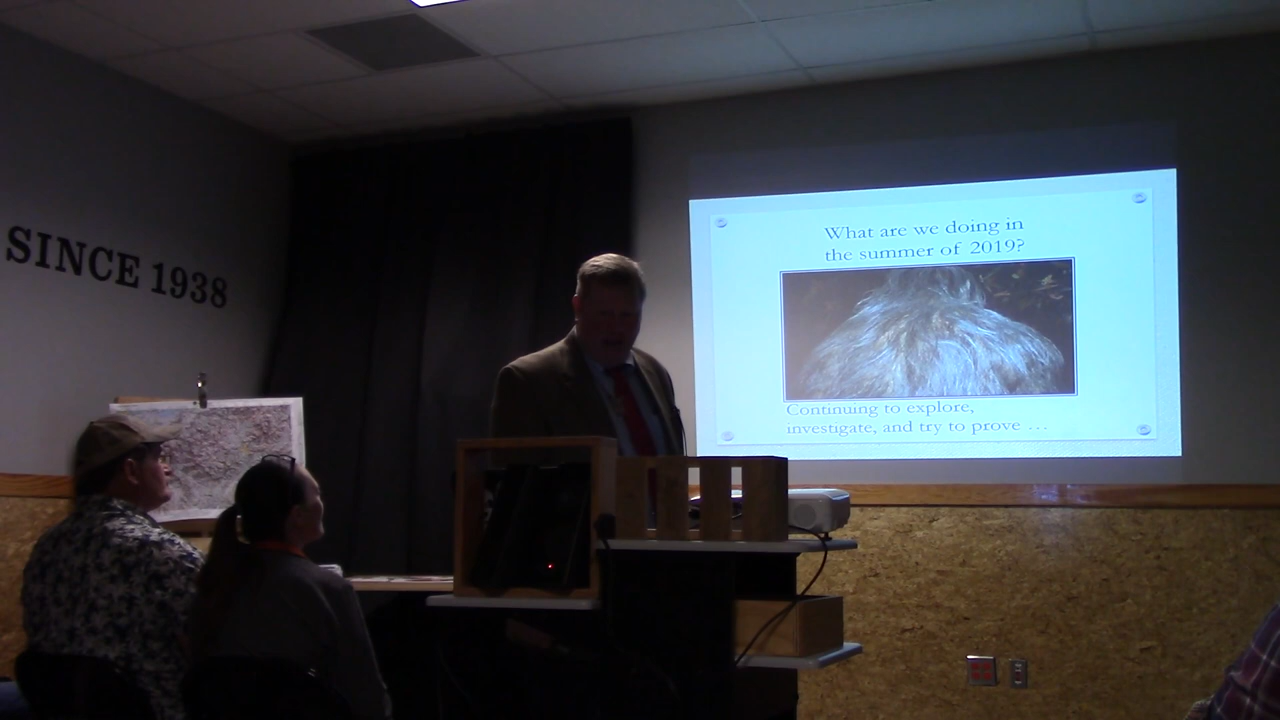 SINCE 1938
What are we doing in
the summer of 2019?
Continuing to explore,
investigate, and try to prove …